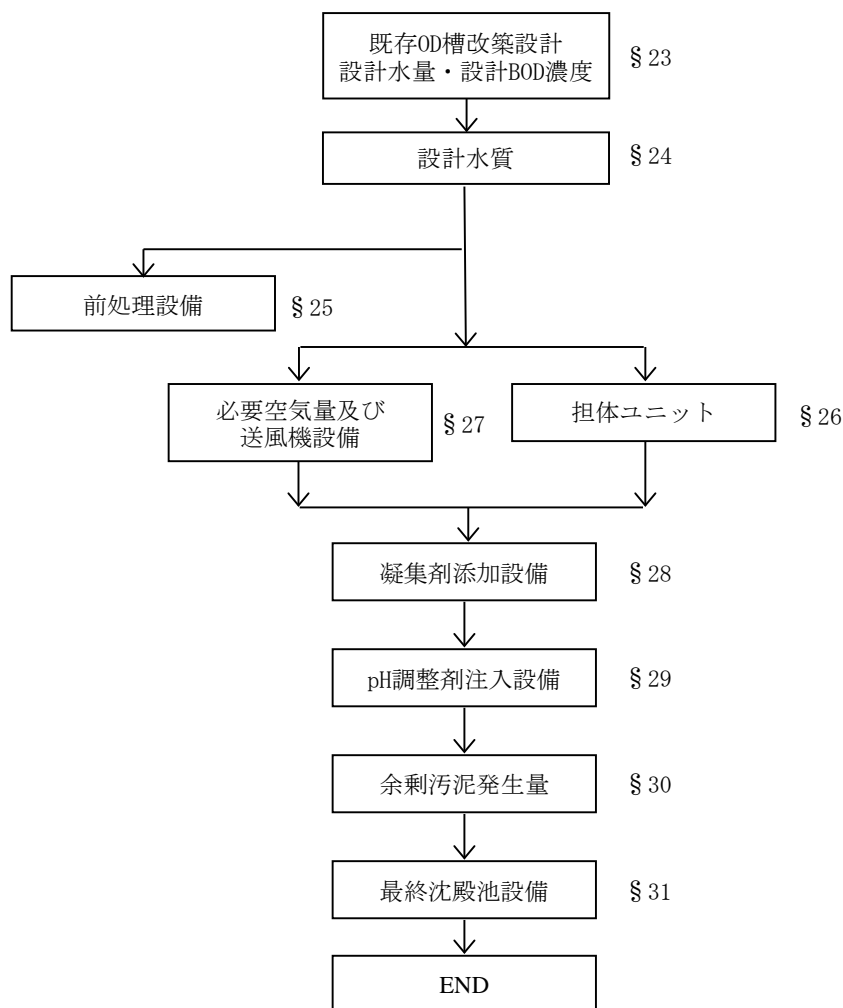 既存OD槽改築設計
設計水量・設計BOD濃度
§23
設計水質
§24
前処理設備
§25
必要空気量及び
送風機設備
§27
担体ユニット
§26
凝集剤添加設備
§28
pH調整剤注入設備
§29
余剰汚泥発生量
§30
最終沈殿池設備
§31
END